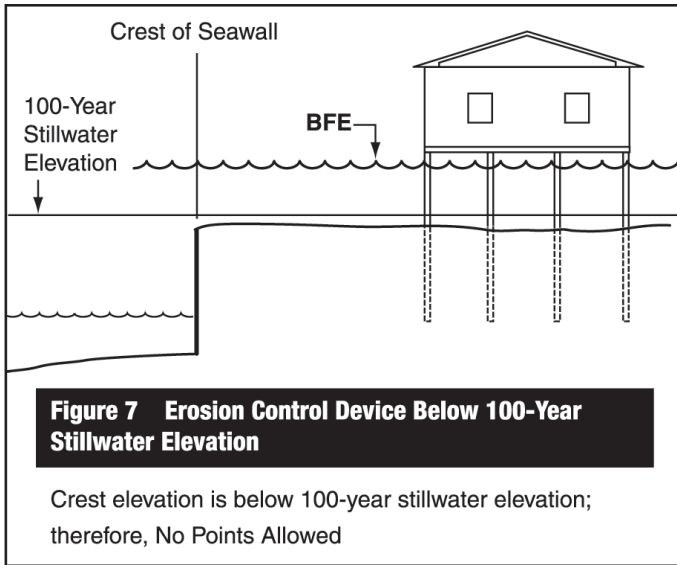 Crest of Seawall
100-Year
Stillwater
Elevation
BFE
Figure 7 Erosion Control Device Below 100-Year
Stillwater Elevation
Crest elevation is below 100-year stillwater elevation;
therefore, No Points Allowed